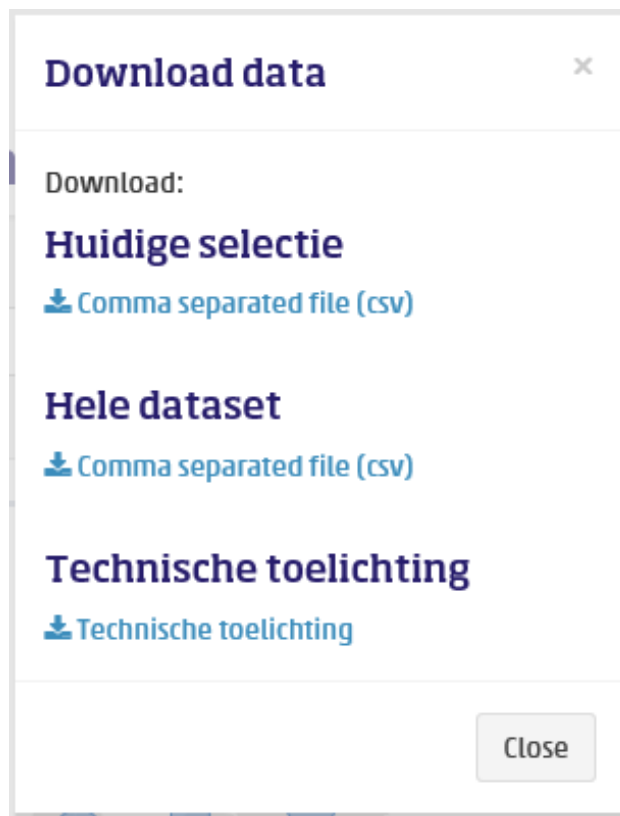 Download data
×
Download:
Huidige selectie
Comma separated file (csv)
Hele dataset
Comma separated file (csv)
Technische toelichting
Technische toelichting
Close